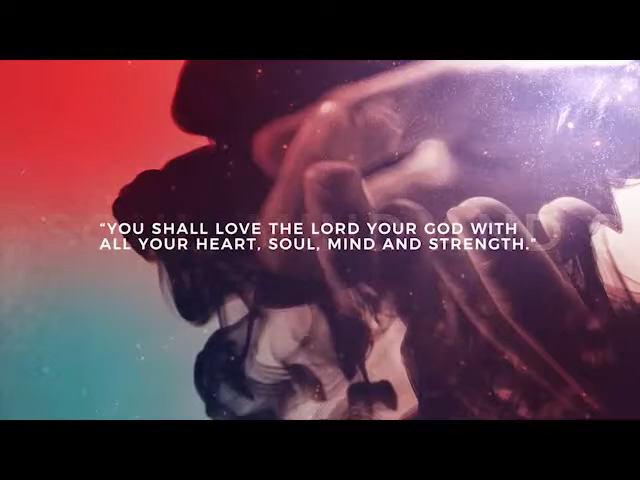 “YOU SHALL LOVE THE LORD YOUR GOD WITH
ALL YOUR HEART, SOUL, MIND AND STRENGTH.”